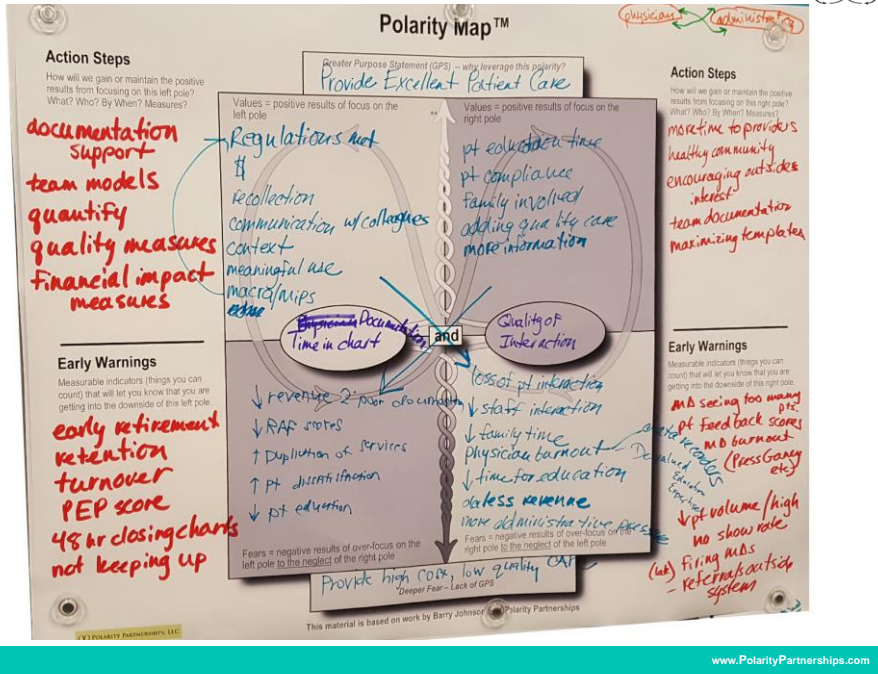 Polarity Map™
physicians
administrat
Greater Purpose Statement (GPS) – why leverage this polarity?
Provide Excellent Patient Care
Action Steps
How will we gain or maintain the positive
results from focusing on this left pole?
What? Who? By When? Measures?
documentation
support
team models
quantify
quality measures
financial impact
measures
Values = positive results of focus on the
left pole
Regulations met
$
recollection
communication w/ colleagues
context
meaningful use
macra/mips
Values = positive results of focus on the
right pole
pt education time
pt compliance
family involved
adding quality care
more information
Action Steps
How will we gain or maintain the positive
results from focusing on this right pole?
What? Who? By When? Measures?
more time to providers
healthy community
encouraging outside
interest
team documentation
maximizing templates
Documentation
Time in chart
and
Quality of
Interaction
Early Warnings
Measurable indicators (things you can
count) that will let you know that you are
getting into the downside of this left pole.
early retirement
retention
turnover
PEP score
48 hr closing charts
not keeping up
↓ revenue 2° poor documentation
↓ RAF scores
↑ Duplication of services
↑ pt dissatisfaction
↓ pt education
Fears = negative results of over-focus on the
left pole to the neglect of the right pole
loss of pt interaction
↓ staff interaction
↓ family time
physician burnout
↓ time for education
less revenue
more administrative
Fears = negative results of over-focus on the
right pole to the neglect of the left pole
data recorders
Devalued
Education
Expertise
Early Warnings
Measurable indicators (things you can
count) that will let you know that you are
getting into the downside of this right pole.
MD seeing too many
pts.
pt feedback scores
MD burnout
(Press Ganey
etc)
↓ pt volume / high
no show rate
firing MDs
- referrals outside
system
Provide high cost, low quality
Deeper Fear – Lack of GPS
This material is based on work by Barry Johnson Polarity Partnerships
POLARITY PARTNERSHIPS, LLC
www.PolarityPartnerships.com